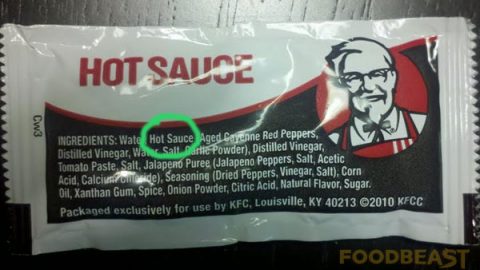 HOT SAUCE
CW3
INGREDIENTS: Water, Hot Sauce (Aged Cayenne Red Peppers,
Distilled Vinegar, Water, Salt, Garlic Powder), Distilled Vinegar,
Tomato Paste, Salt, Jalapeno Puree (Jalapeno Peppers, Salt, Acetic
Acid, Calcium Chloride), Seasoning (Dried Peppers, Vinegar, Salt), Corn
Oil, Xanthan Gum, Spice, Onion Powder, Citric Acid, Natural Flavor, Sugar.
Packaged exclusively for use by KFC, Louisville, KY 40213 ©2010 KFCC
FOODBEAST